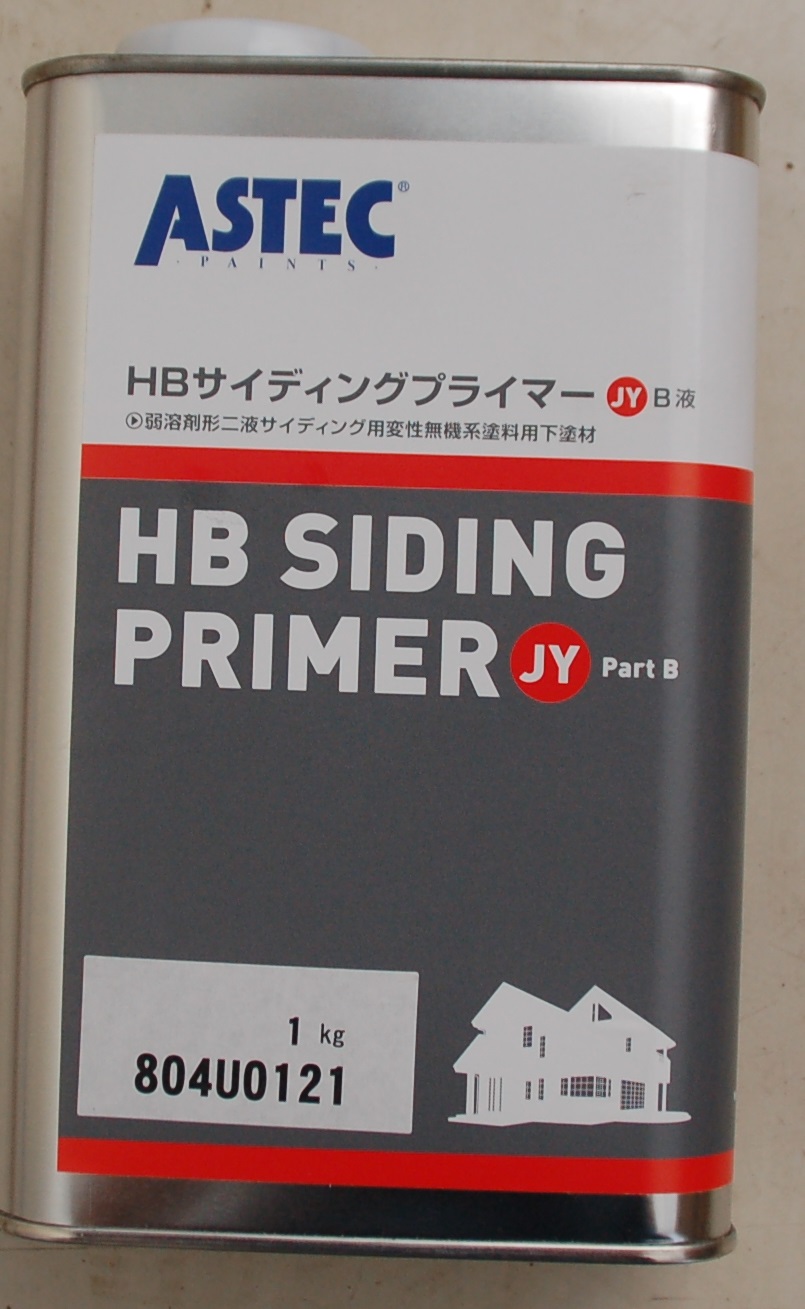 ASTEC®
· PAINTS ·
HBサイディングプライマー JY B液
弱溶剤形二液サイディング用変性無機系塗料用下塗材
HB SIDING
PRIMER JY Part B
1 kg
804U0121